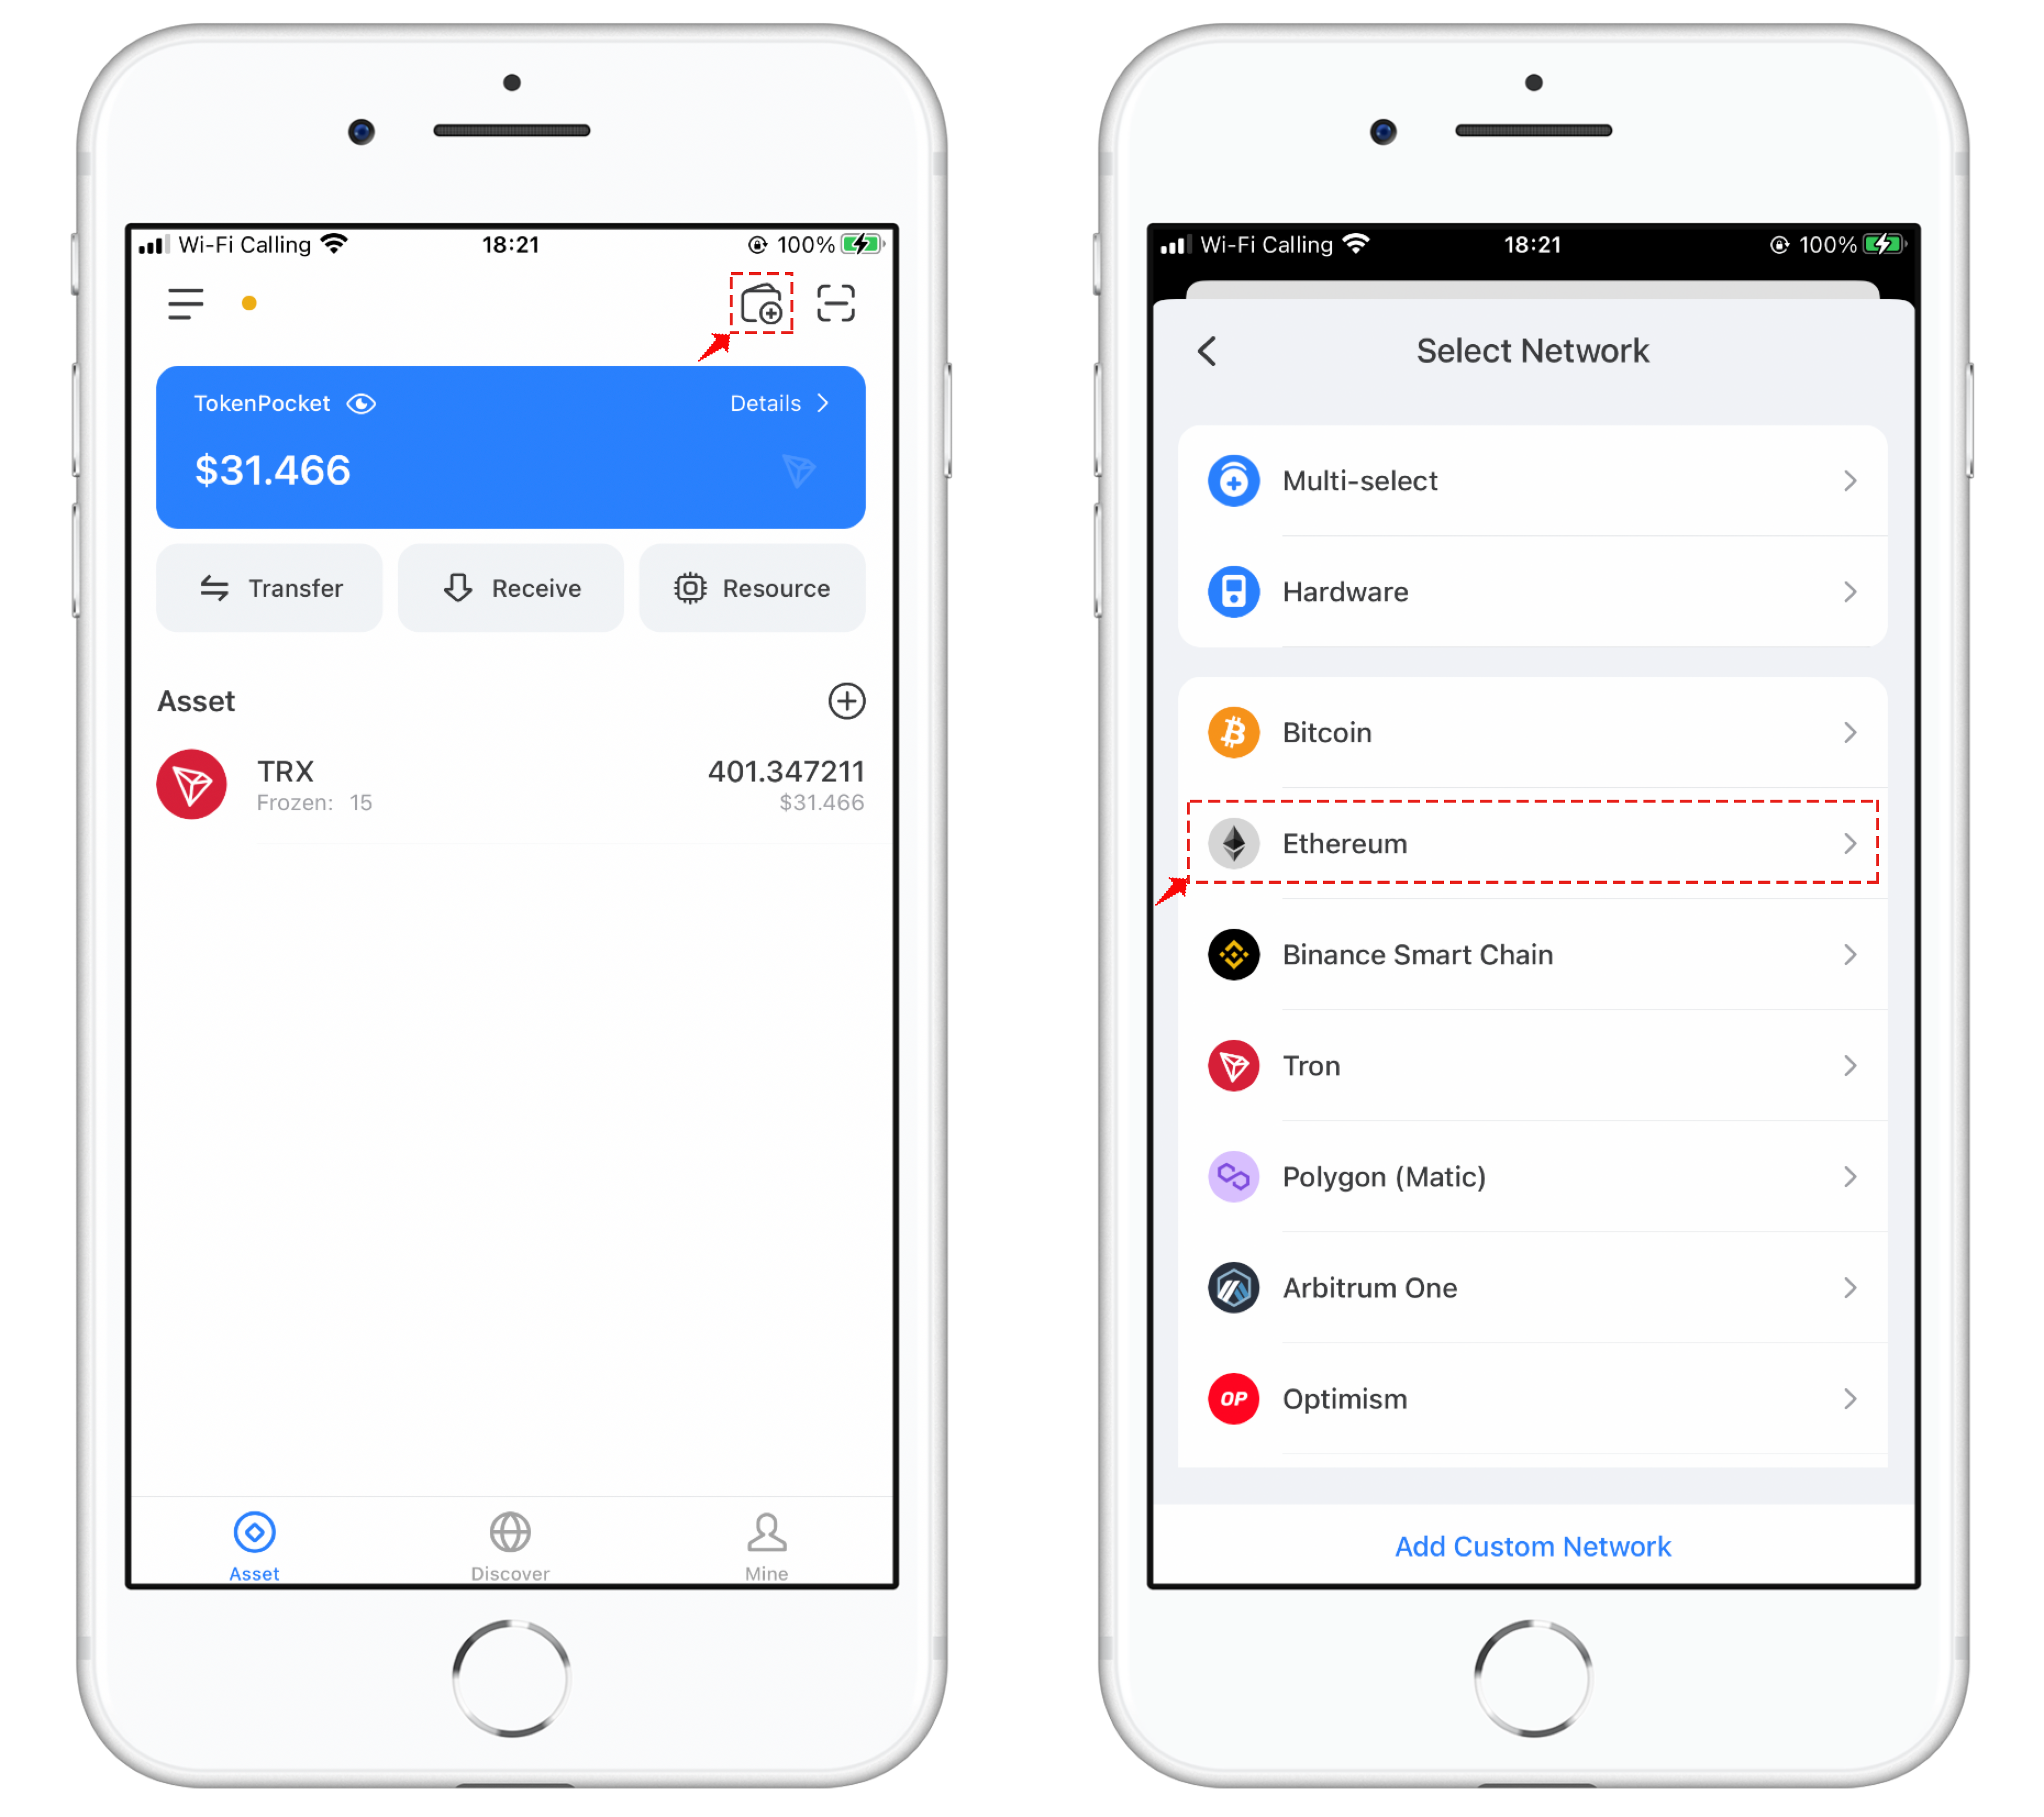 Wi-Fi Calling 18:21 100%
TokenPocket Details
$31.466
Transfer Receive Resource
Asset
TRX 401.347211
Frozen: 15 $31.466
Asset Discover Mine
Wi-Fi Calling 18:21 100%
Select Network
Multi-select
Hardware
Bitcoin
Ethereum
Binance Smart Chain
Tron
Polygon (Matic)
Arbitrum One
OP Optimism
Add Custom Network